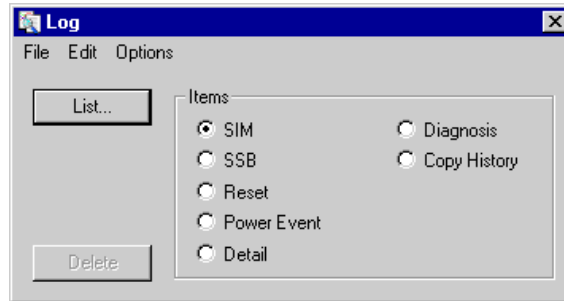 Log
File Edit Options
List...
Items
SIM
Diagnosis
SSB
Copy History
Reset
Power Event
Detail
Delete